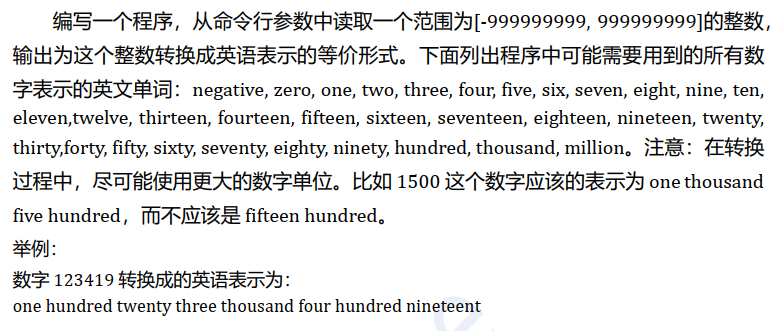 编写一个程序，从命令行参数中读取一个范围为[-999999999, 999999999]的整数，
输出为这个整数转换成英语表示的等价形式。下面列出程序中可能需要用到的所有数
字表示的英文单词：negative, zero, one, two, three, four, five, six, seven, eight, nine, ten,
eleven,twelve, thirteen, fourteen, fifteen, sixteen, seventeen, eighteen, nineteen, twenty,
thirty,forty, fifty, sixty, seventy, eighty, ninety, hundred, thousand, million。注意：在转换
过程中，尽可能使用更大的数字单位。比如 1500 这个数字应该的表示为 one thousand
five hundred，而不应该是 fifteen hundred。
举例：
数字 123419 转换成的英语表示为：
one hundred twenty three thousand four hundred nineteent